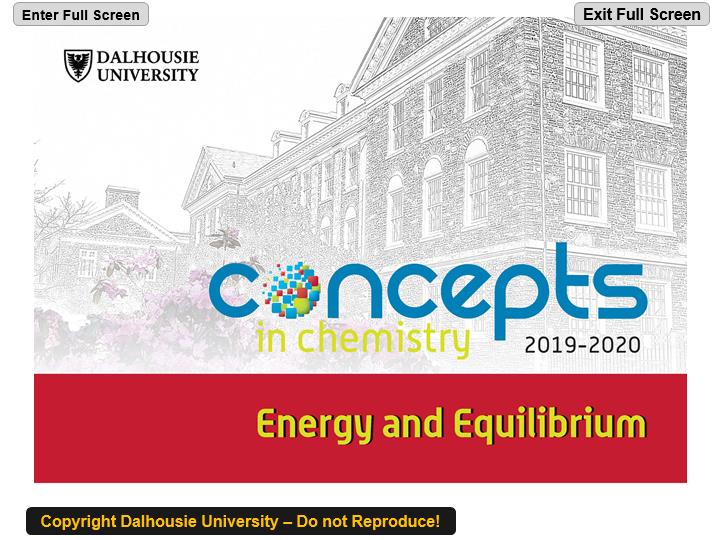 Enter Full Screen
Exit Full Screen
DALHOUSIE
UNIVERSITY
concepts
in chemistry
2019-2020
Energy and Equilibrium
Copyright Dalhousie University – Do not Reproduce!